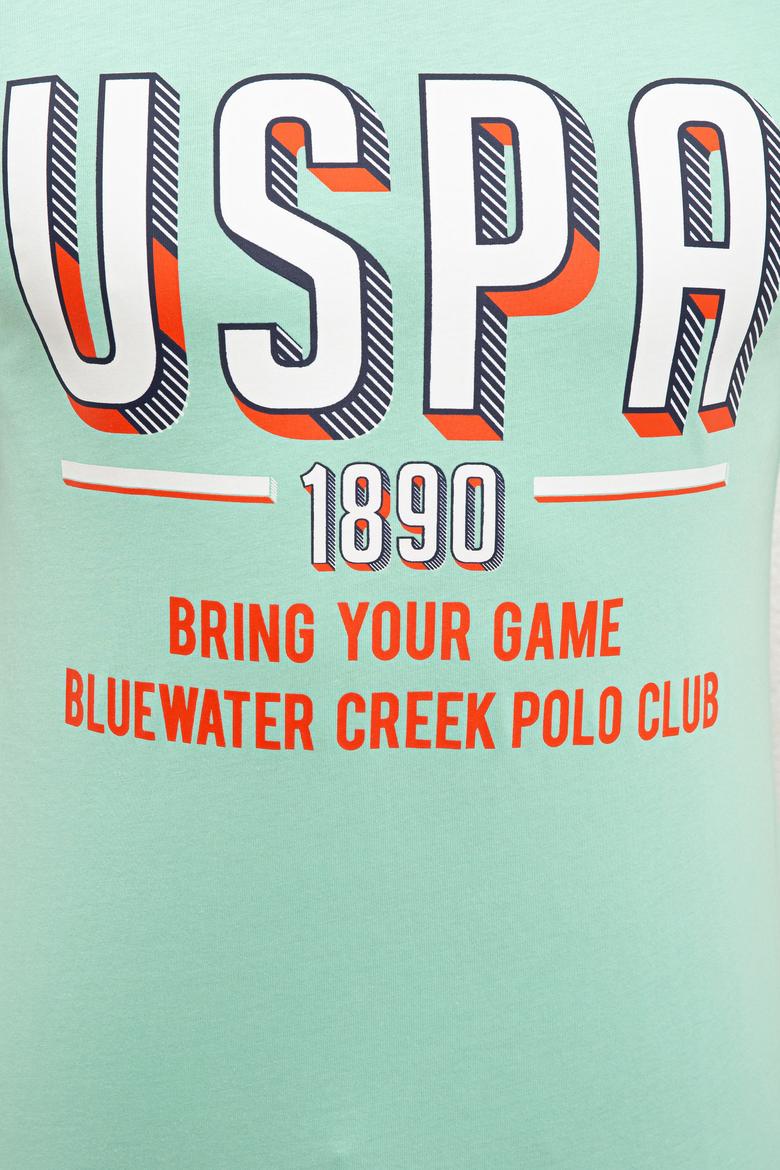 USPA
1890
BRING YOUR GAME
BLUEWATER CREEK POLO CLUB